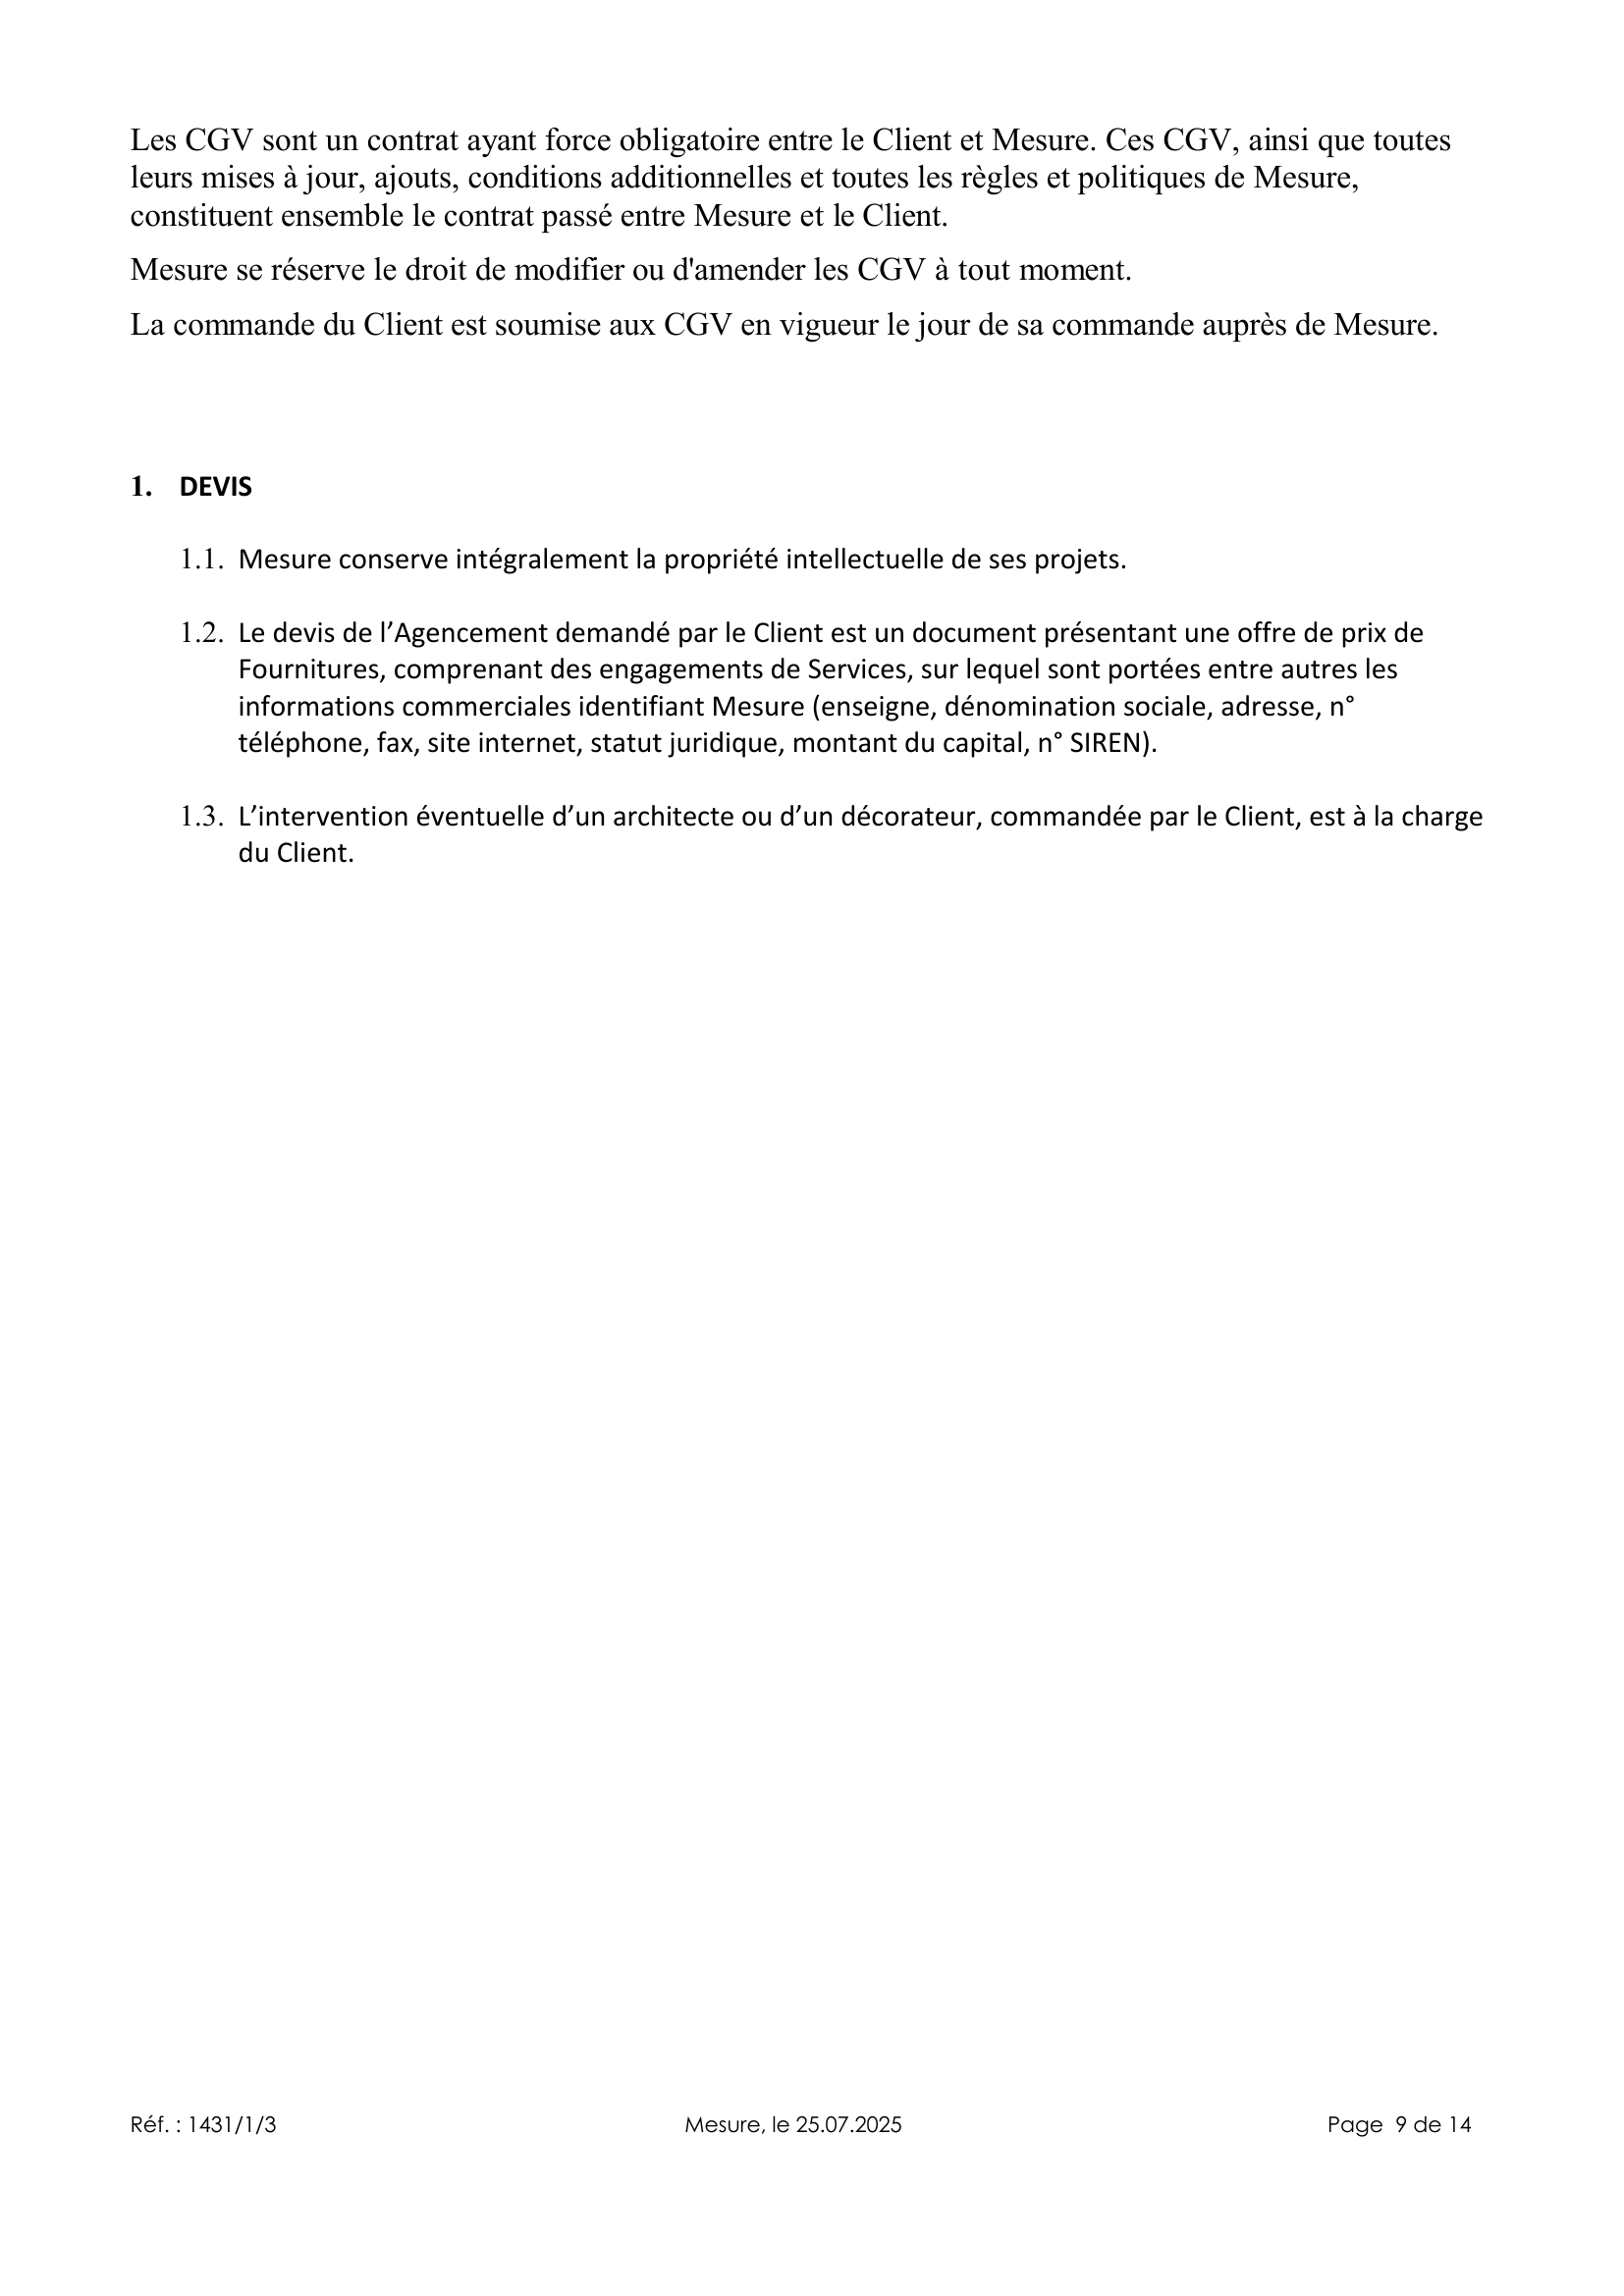 Les CGV sont un contrat ayant force obligatoire entre le Client et Mesure. Ces CGV, ainsi que toutes
leurs mises à jour, ajouts, conditions additionnelles et toutes les règles et politiques de Mesure,
constituent ensemble le contrat passé entre Mesure et le Client.
Mesure se réserve le droit de modifier ou d'amender les CGV à tout moment.
La commande du Client est soumise aux CGV en vigueur le jour de sa commande auprès de Mesure.
1. DEVIS
1.1. Mesure conserve intégralement la propriété intellectuelle de ses projets.
1.2. Le devis de l’Agencement demandé par le Client est un document présentant une offre de prix de
Fournitures, comprenant des engagements de Services, sur lequel sont portées entre autres les
informations commerciales identifiant Mesure (enseigne, dénomination sociale, adresse, n°
téléphone, fax, site internet, statut juridique, montant du capital, n° SIREN).
1.3. L’intervention éventuelle d’un architecte ou d’un décorateur, commandée par le Client, est à la charge
du Client.
Réf. : 1431/1/3 Mesure, le 25.07.2025 Page 9 de 14